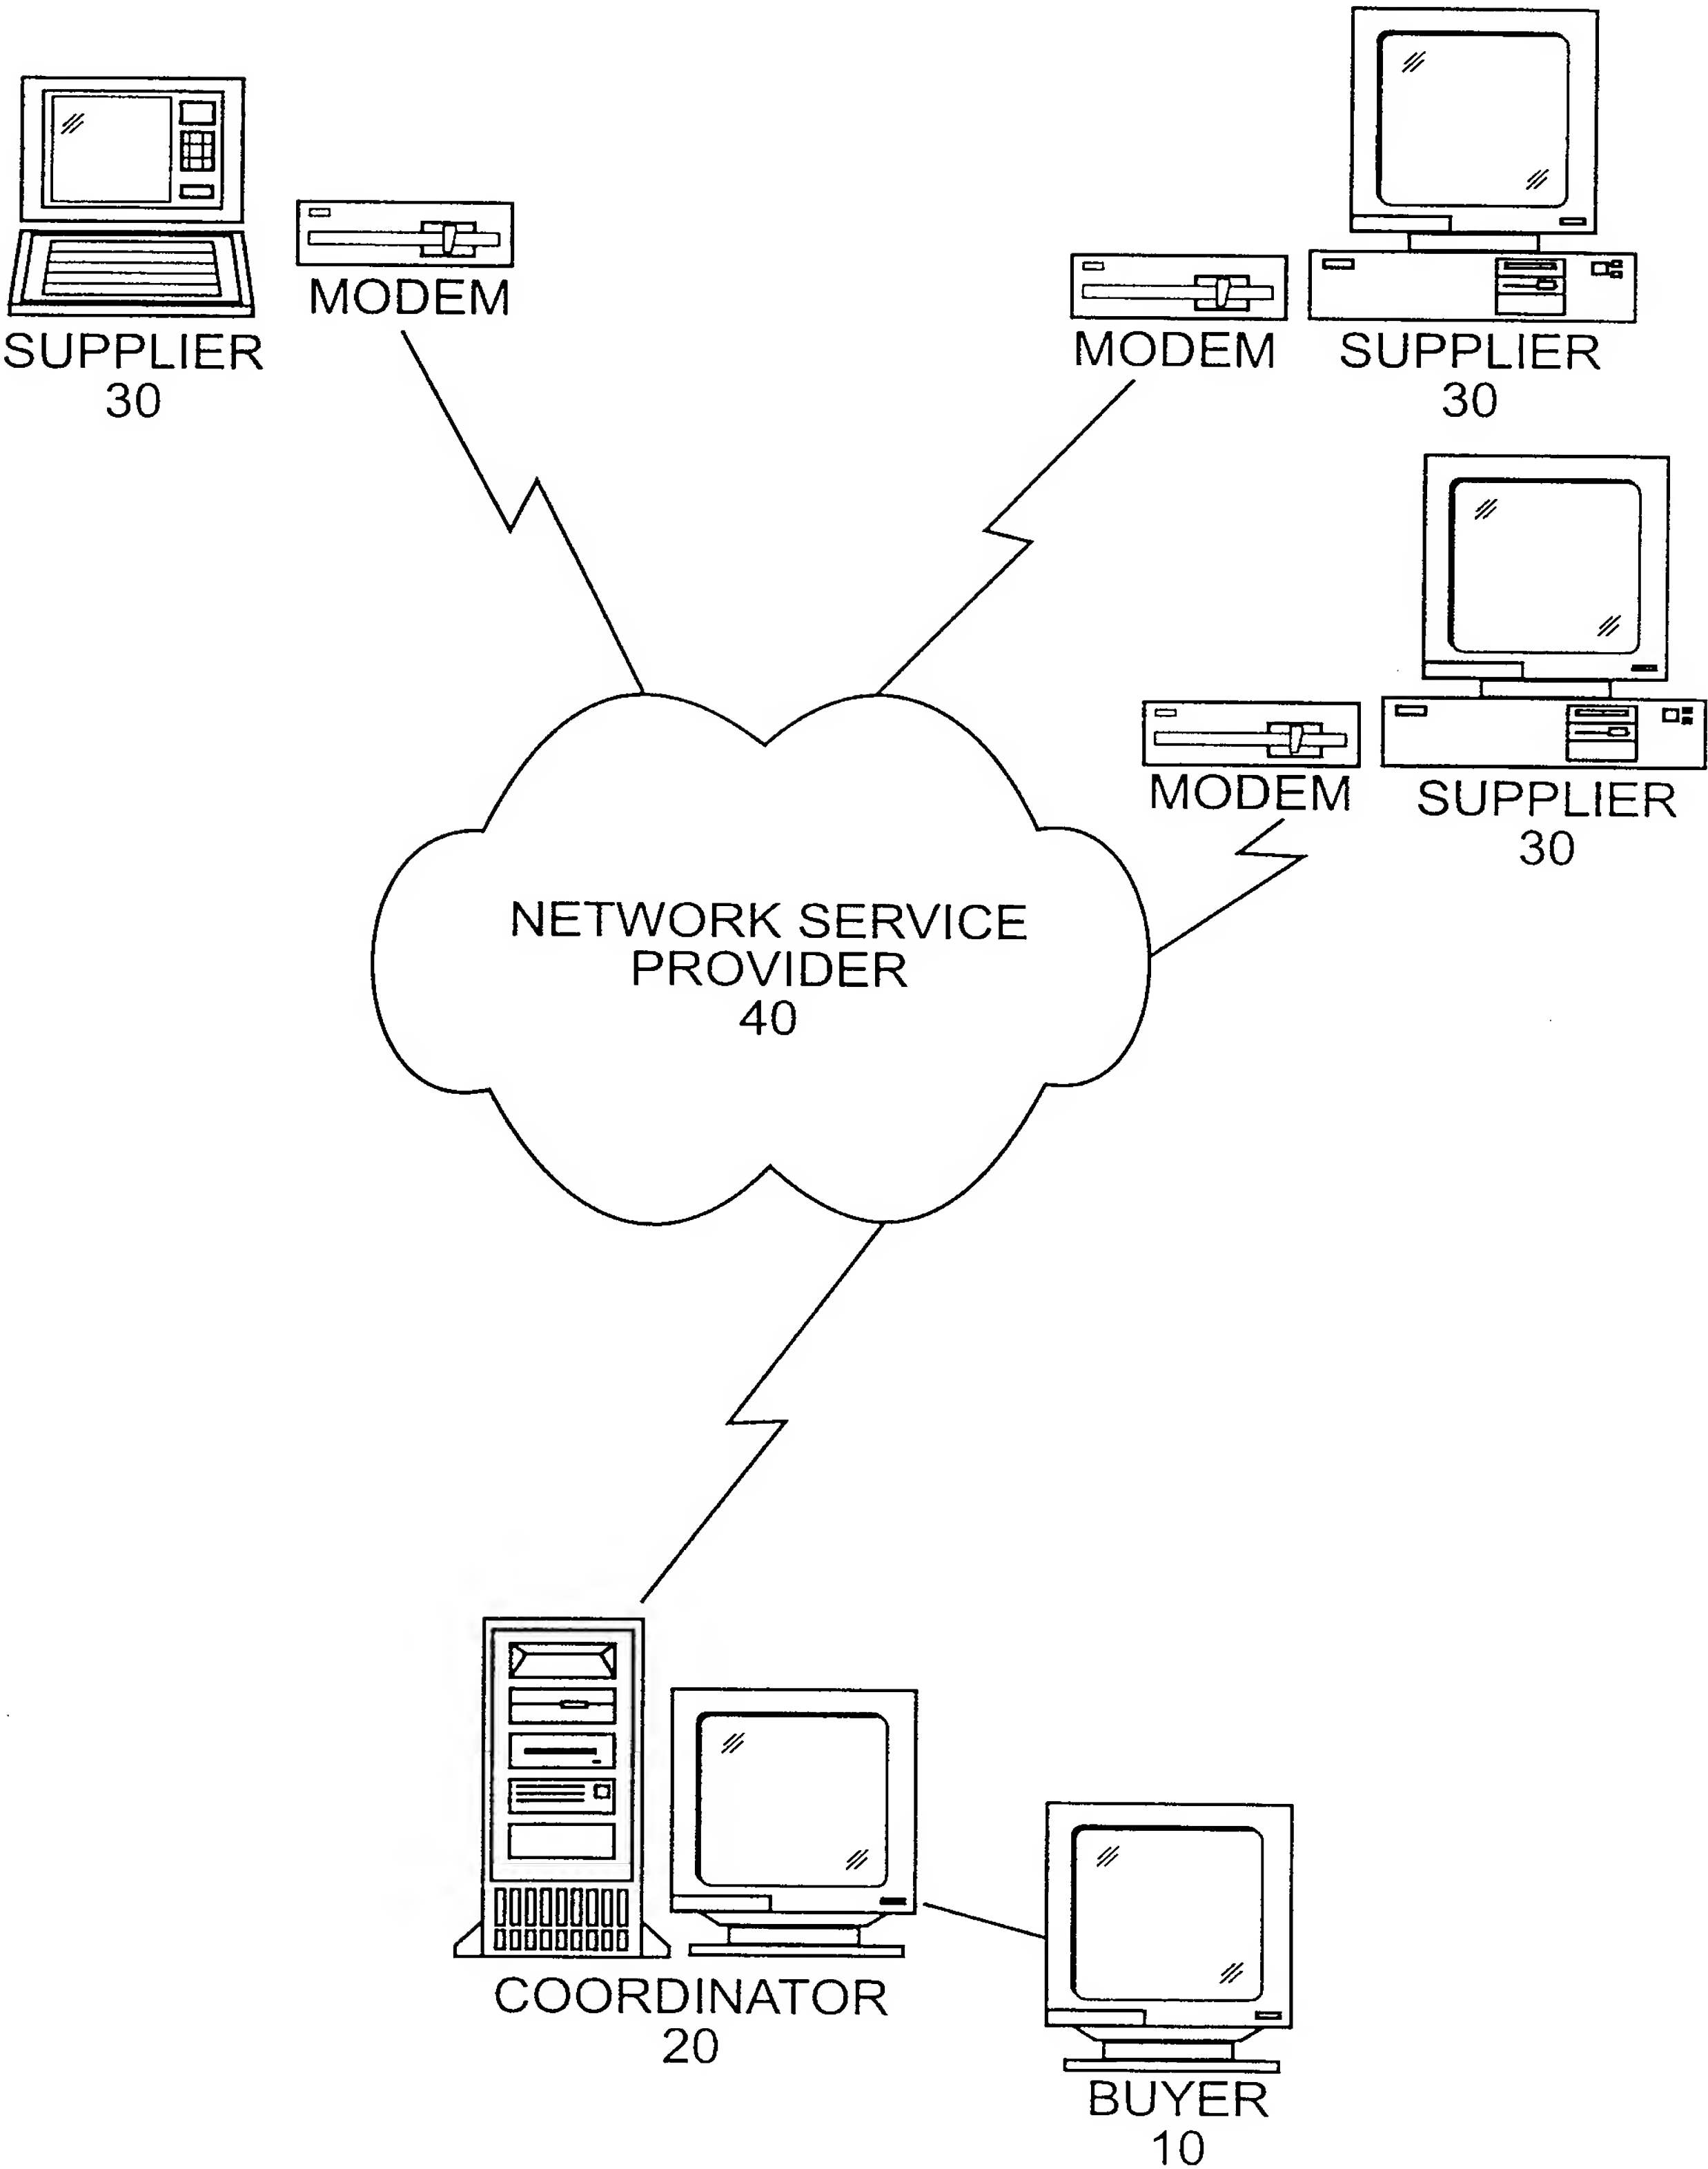 MODEM
SUPPLIER
30
MODEM
SUPPLIER
30
MODEM
SUPPLIER
30
NETWORK SERVICE
PROVIDER
40
COORDINATOR
20
BUYER
10